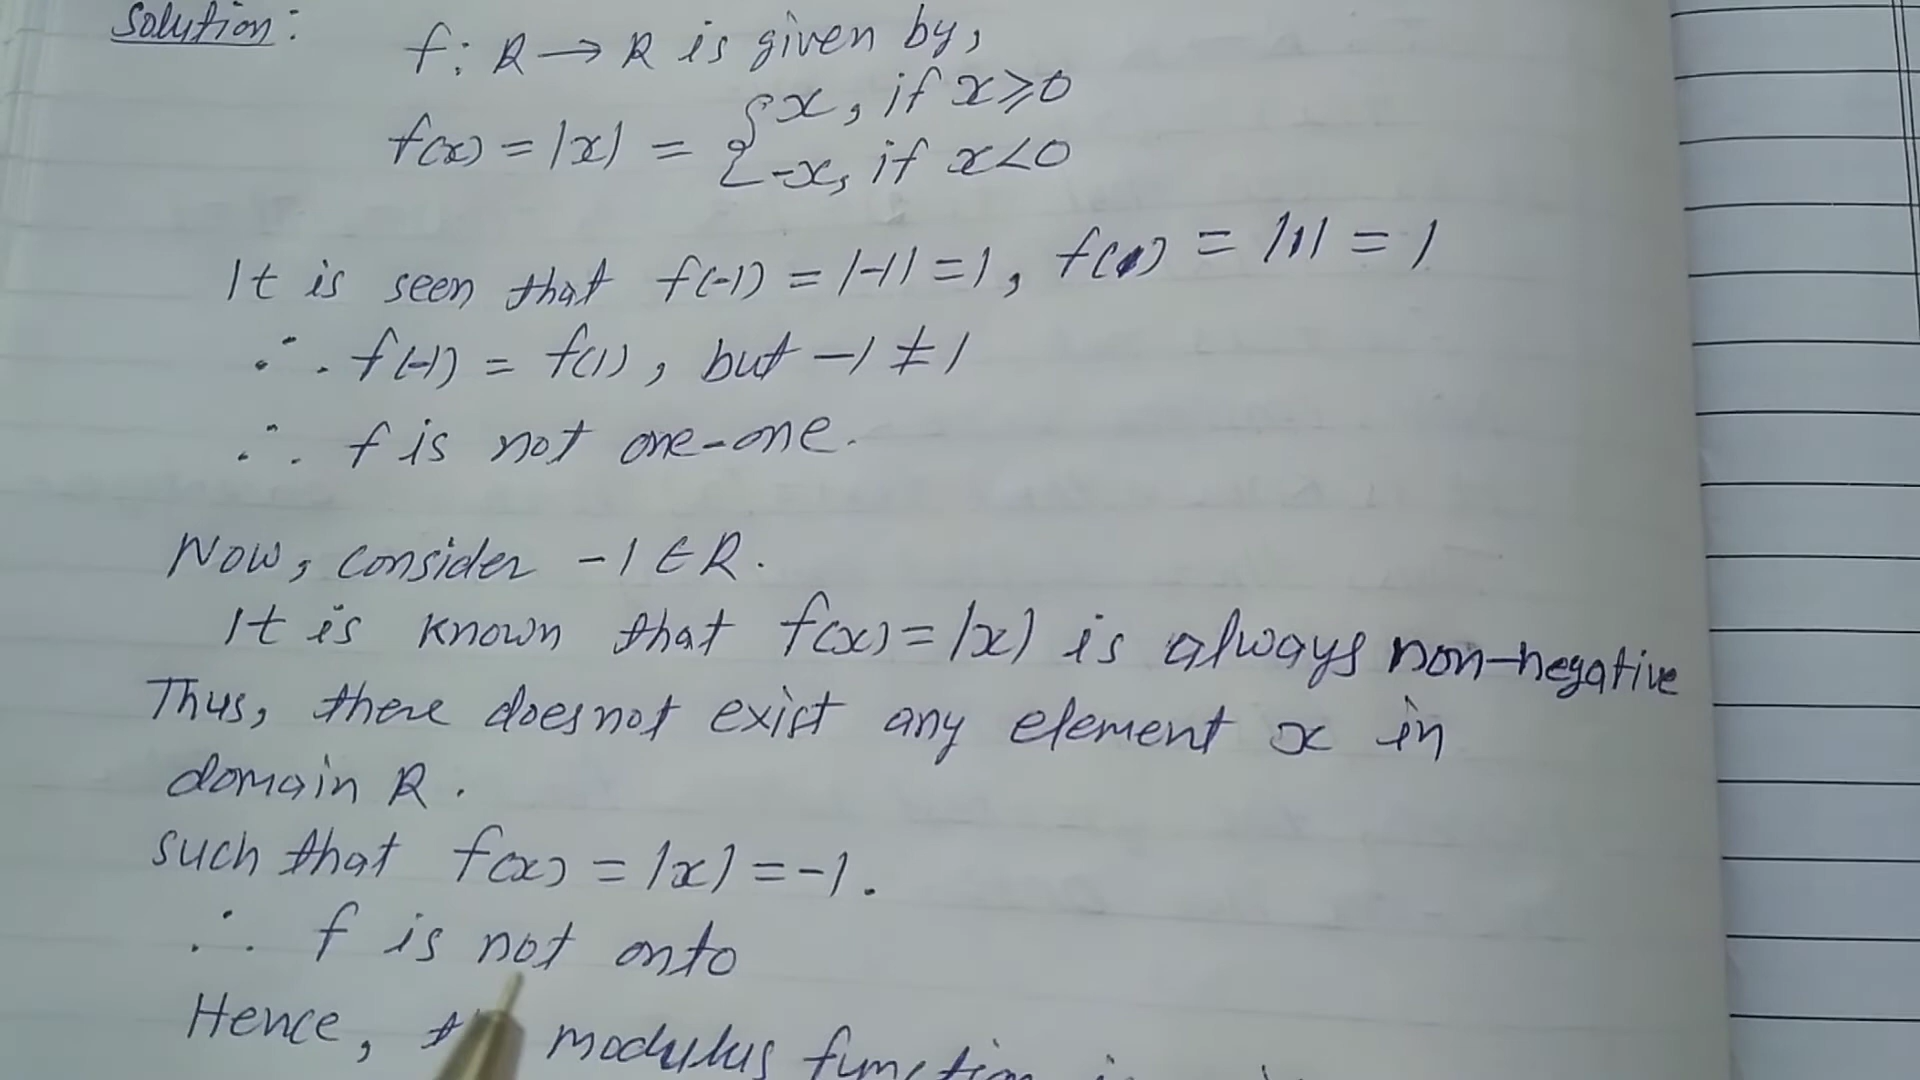 Solution:
f: R → R is given by,
f(x) = |x| = { x, if x ≥ 0
-x, if x < 0
It is seen that f(-1) = |-1| = 1, f(1) = |1| = 1
∴ f(-1) = f(1), but -1 ≠ 1
∴ f is not one-one.
Now, consider -1 ∈ R.
It is known that f(x) = |x| is always non-negative
Thus, there does not exist any element x in
domain R.
such that f(x) = |x| = -1.
∴ f is not onto
Hence, modulus function